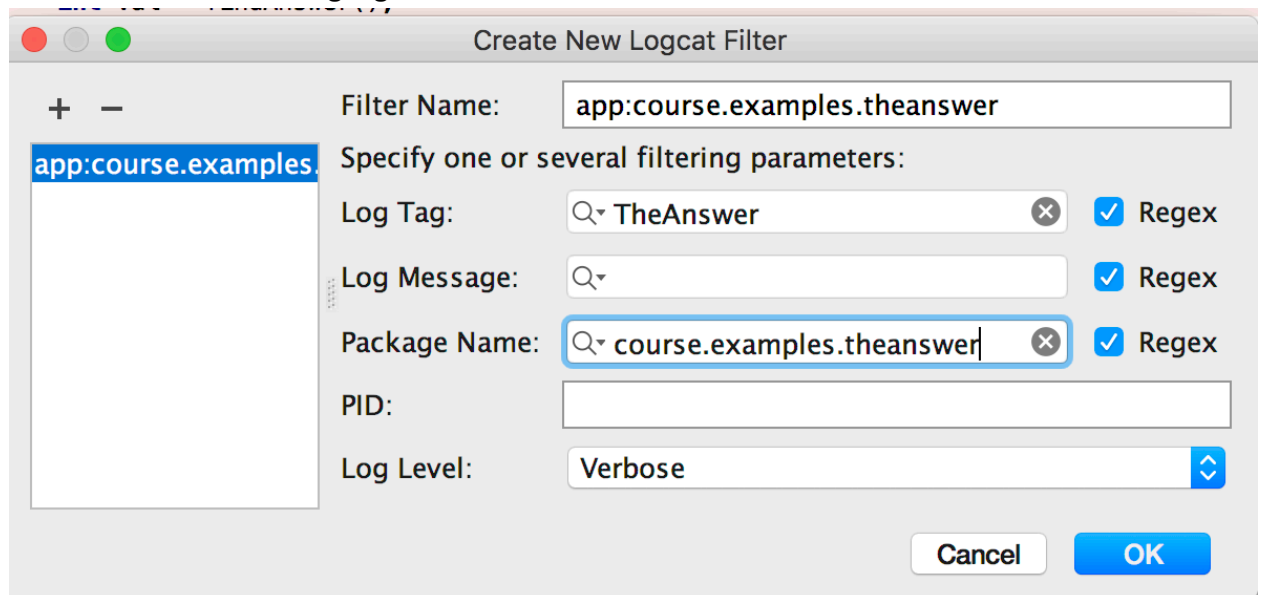 Create New Logcat Filter
+ −
Filter Name: app:course.examples.theanswer
app:course.examples.
Specify one or several filtering parameters:
Log Tag: TheAnswer Regex
Log Message: Regex
Package Name: course.examples.theanswer Regex
PID:
Log Level: Verbose
Cancel OK